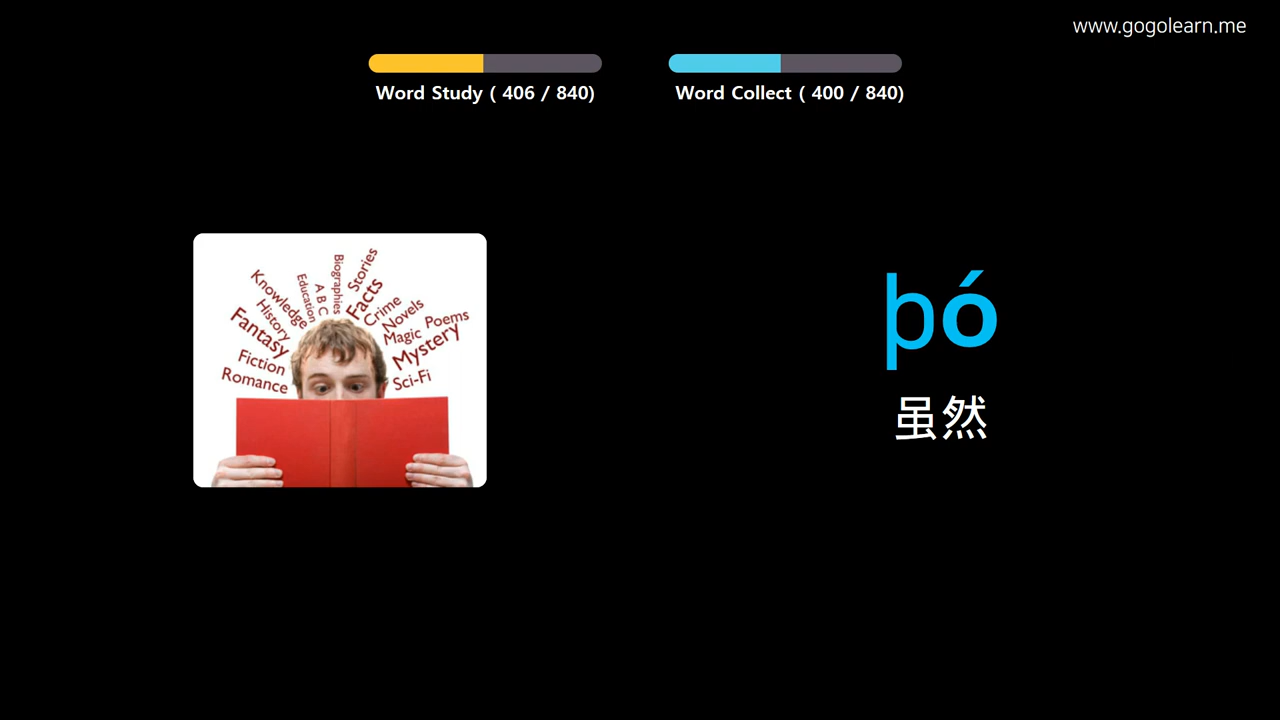 www.gogolearn.me
Word Study ( 406 / 840)
Word Collect ( 400 / 840)
Knowledge
History
Fantasy
Fiction
Romance
Education
A B C
Biographies
Stories
Facts
Crime
Novels
Magic
Poems
Mystery
Sci-Fi
þó
虽然